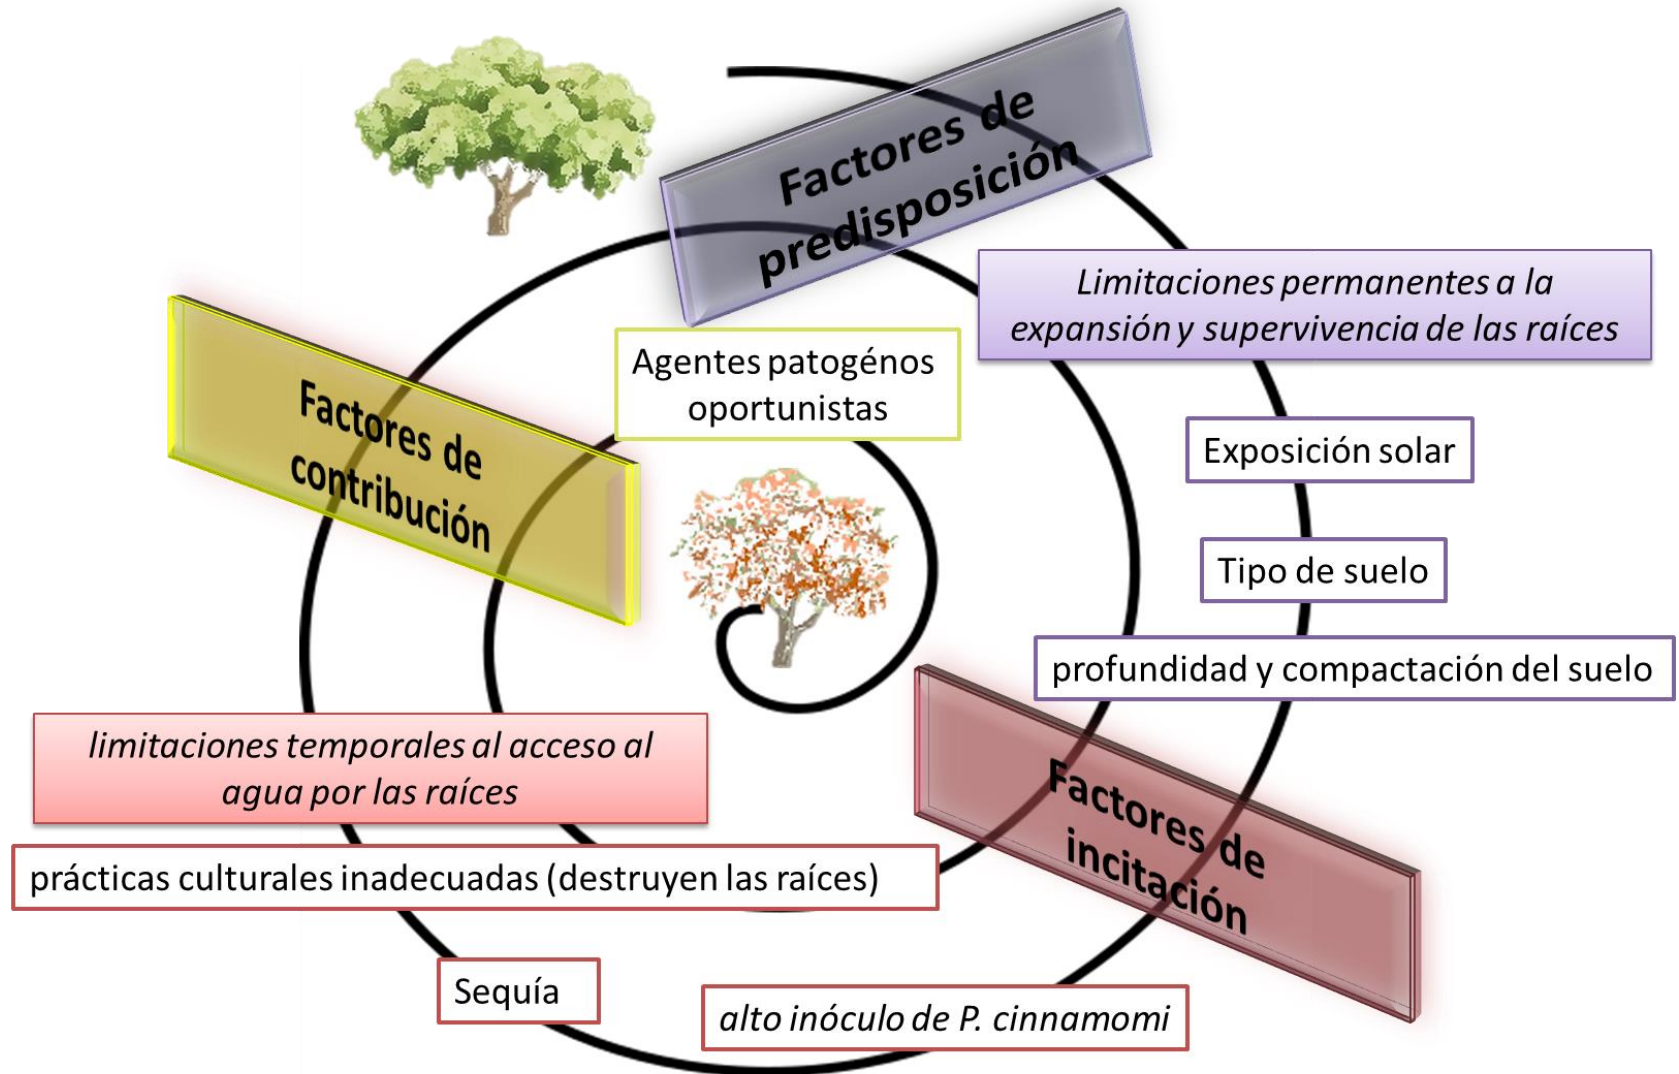 Factores de
predisposición
Limitaciones permanentes a la
expansión y supervivencia de las raíces
Agentes patogénos
oportunistas
Factores de
contribución
Exposición solar
Tipo de suelo
profundidad y compactación del suelo
limitaciones temporales al acceso al
agua por las raíces
Factores de
incitación
prácticas culturales inadecuadas (destruyen las raíces)
Sequía
alto inóculo de P. cinnamomi